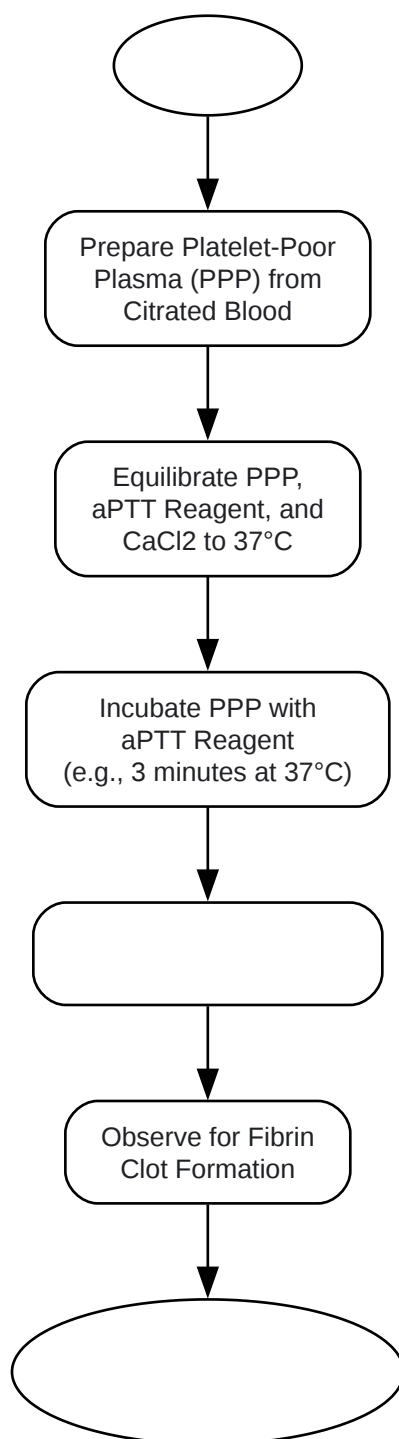 Prepare Platelet-Poor
Plasma (PPP) from
Citrated Blood
Equilibrate PPP,
aPTT Reagent, and
CaCl2 to 37°C
Incubate PPP with
aPTT Reagent
(e.g., 3 minutes at 37°C)
Observe for Fibrin
Clot Formation